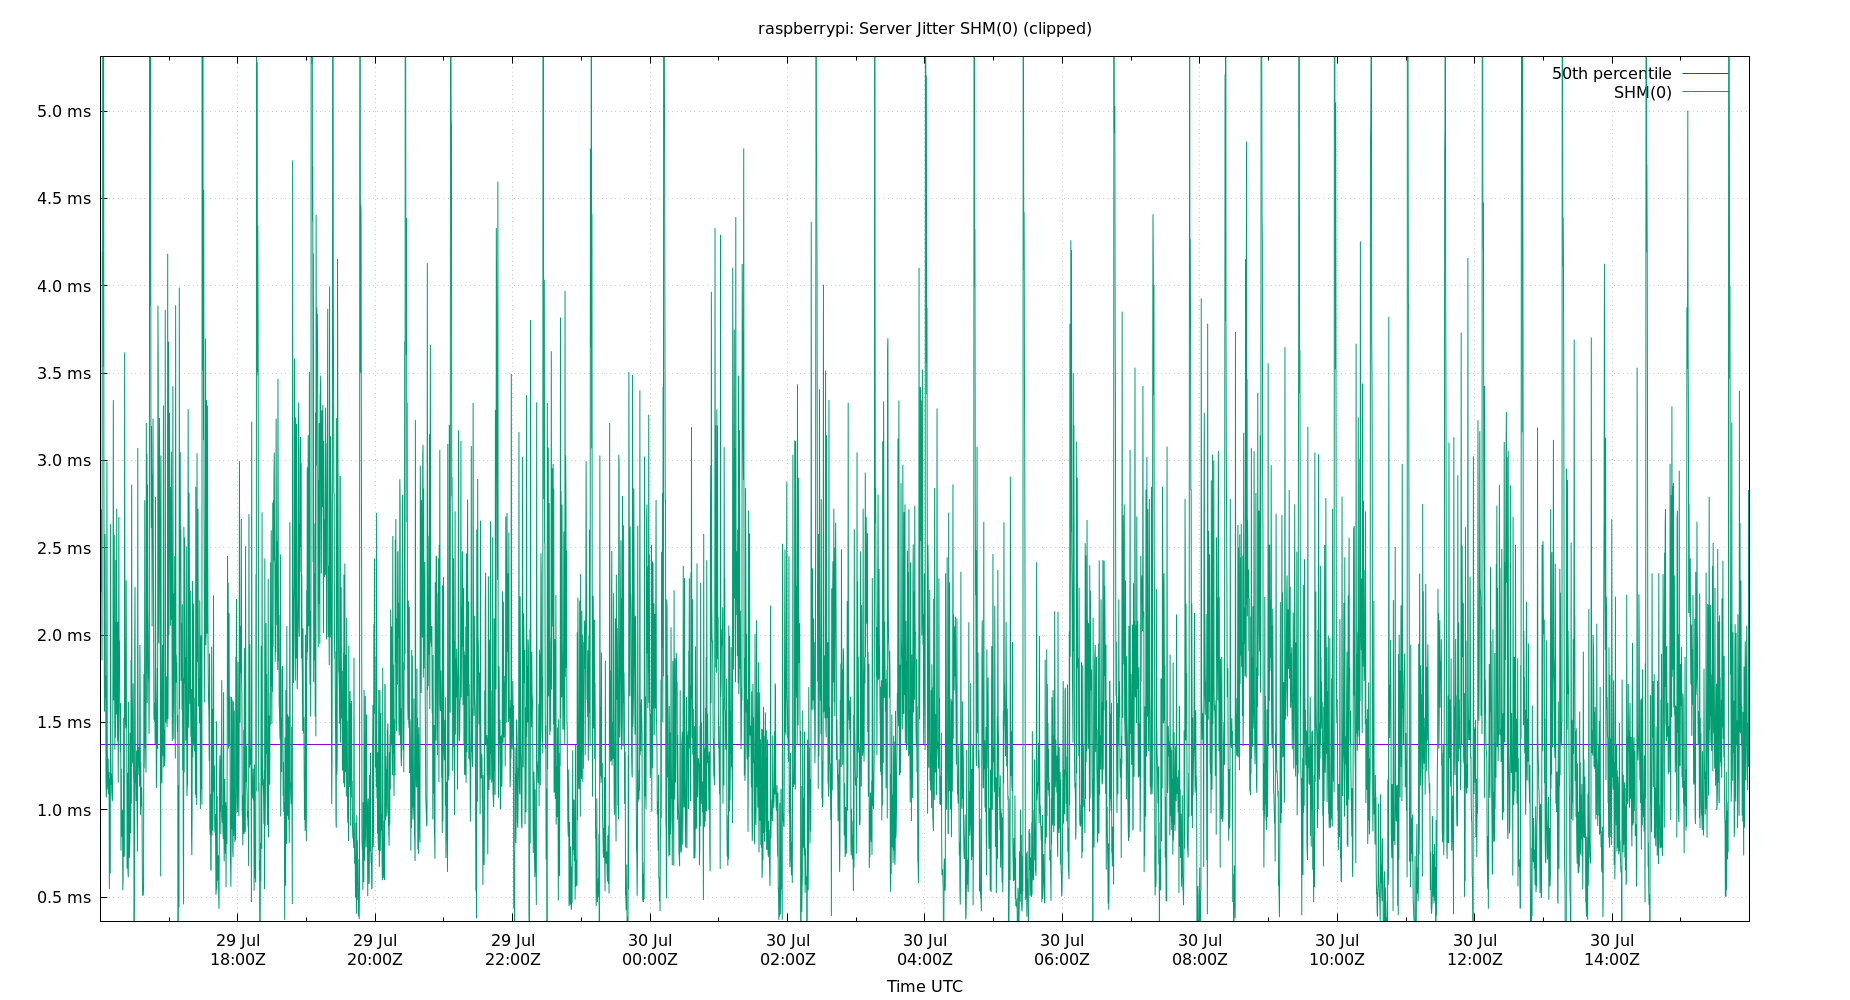 raspberrypi: Server Jitter SHM(0) (clipped)
50th percentile
SHM(0)
5.0 ms
4.5 ms
4.0 ms
3.5 ms
3.0 ms
2.5 ms
2.0 ms
1.5 ms
1.0 ms
0.5 ms
29 Jul 29 Jul 29 Jul 30 Jul 30 Jul 30 Jul 30 Jul 30 Jul 30 Jul 30 Jul 30 Jul
18:00Z 20:00Z 22:00Z 00:00Z 02:00Z 04:00Z 06:00Z 08:00Z 10:00Z 12:00Z 14:00Z
Time UTC